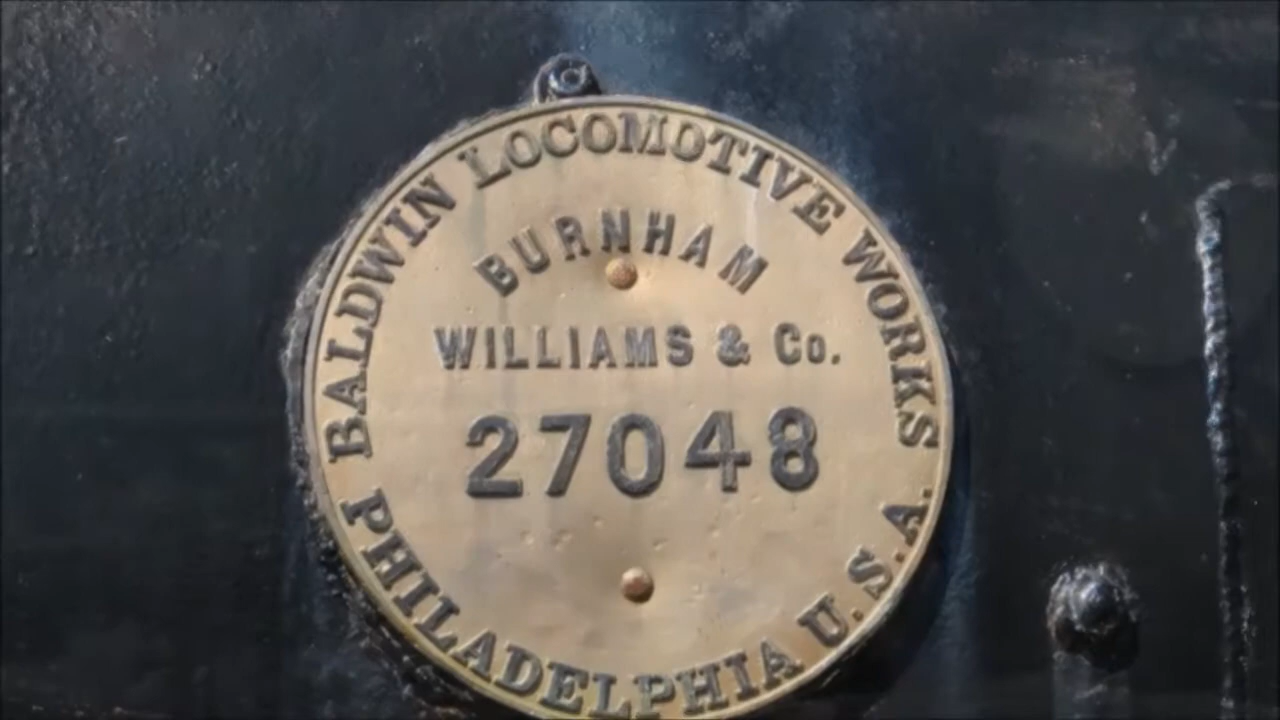 BALDWIN LOCOMOTIVE WORKS
BURNHAM
WILLIAMS & Co.
27048
PHILADELPHIA U.S.A.